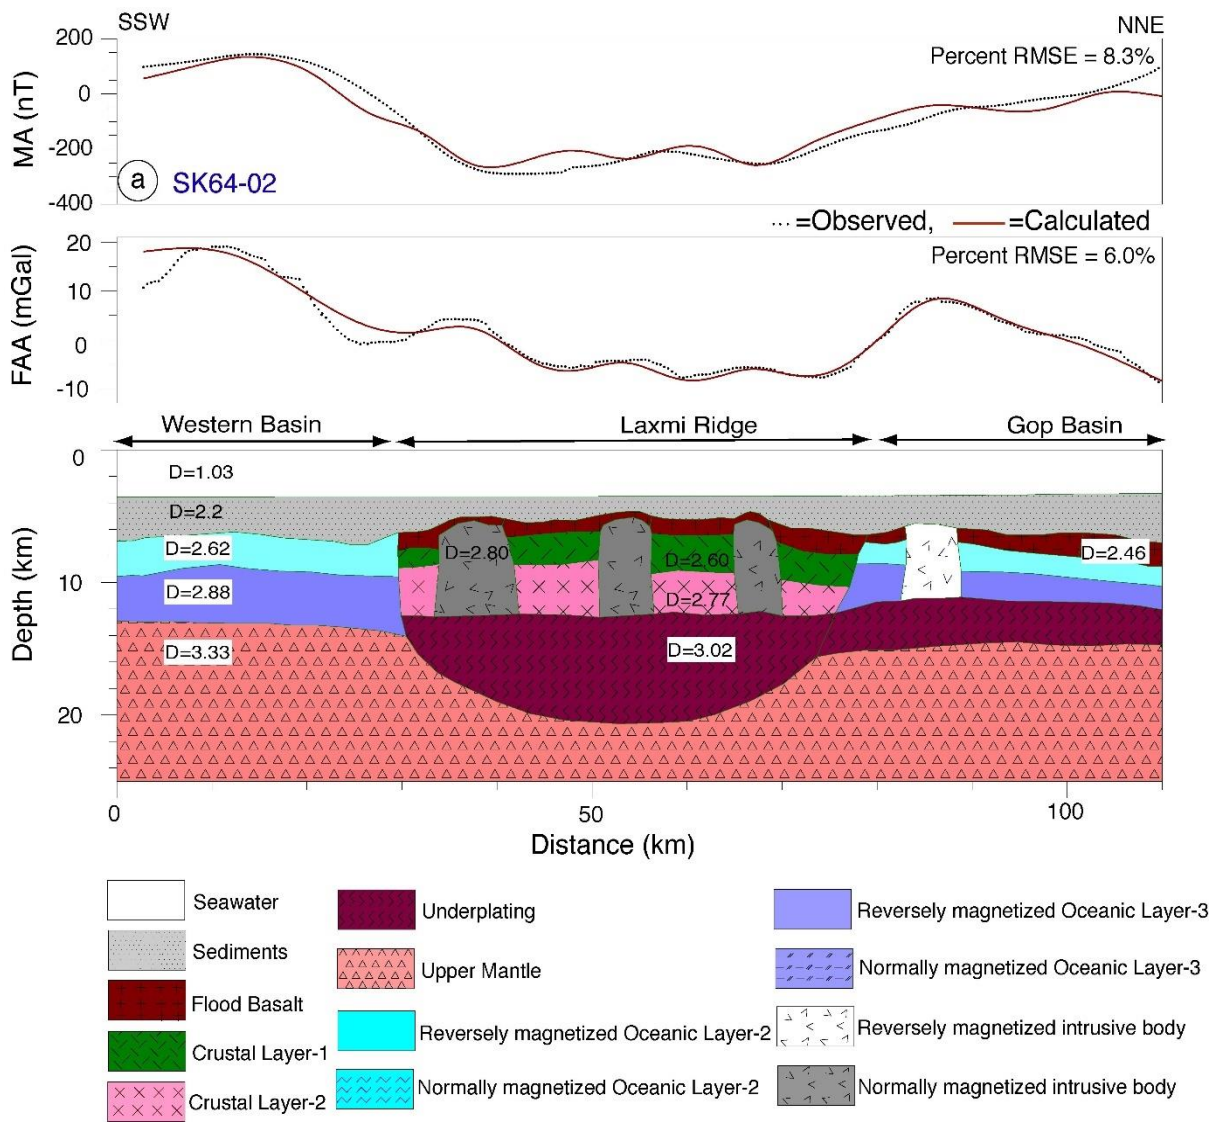 SSW NNE
200
0
-200
-400
MA (nT)
Percent RMSE = 8.3%
a SK64-02
=Observed, =Calculated
20
10
0
-10
FAA (mGal)
Percent RMSE = 6.0%
Western Basin Laxmi Ridge Gop Basin
0
10
20
Depth (km)
D=1.03
D=2.2
D=2.62
D=2.88
D=3.33
D=2.80
D=2.60
D=2.77
D=3.02
D=2.46
0 50 100
Distance (km)
Seawater
Sediments
Flood Basalt
Crustal Layer-1
Crustal Layer-2
Underplating
Upper Mantle
Reversely magnetized Oceanic Layer-2
Normally magnetized Oceanic Layer-2
Reversely magnetized Oceanic Layer-3
Normally magnetized Oceanic Layer-3
Reversely magnetized intrusive body
Normally magnetized intrusive body